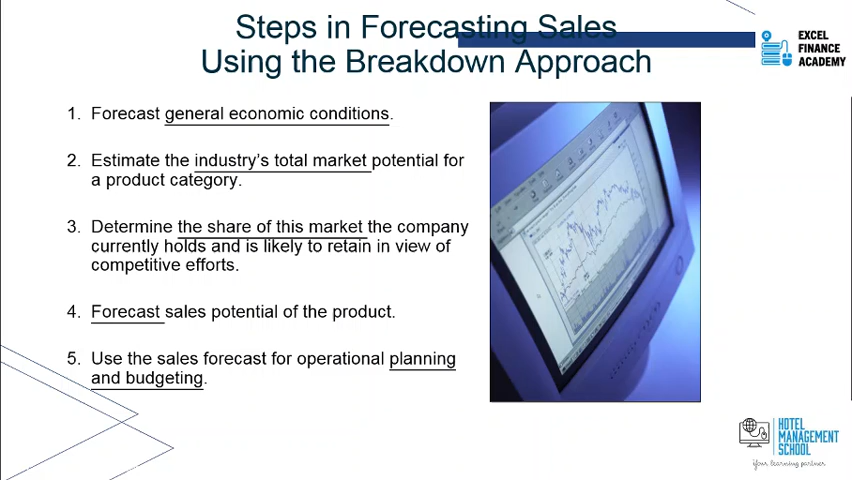 Steps in Forecasting Sales
Using the Breakdown Approach
EXCEL
FINANCE
ACADEMY
1. Forecast general economic conditions.
2. Estimate the industry's total market potential for
a product category.
3. Determine the share of this market the company
currently holds and is likely to retain in view of
competitive efforts.
4. Forecast sales potential of the product.
5. Use the sales forecast for operational planning
and budgeting.
HOTEL
MANAGEMENT
SCHOOL
your learning partner